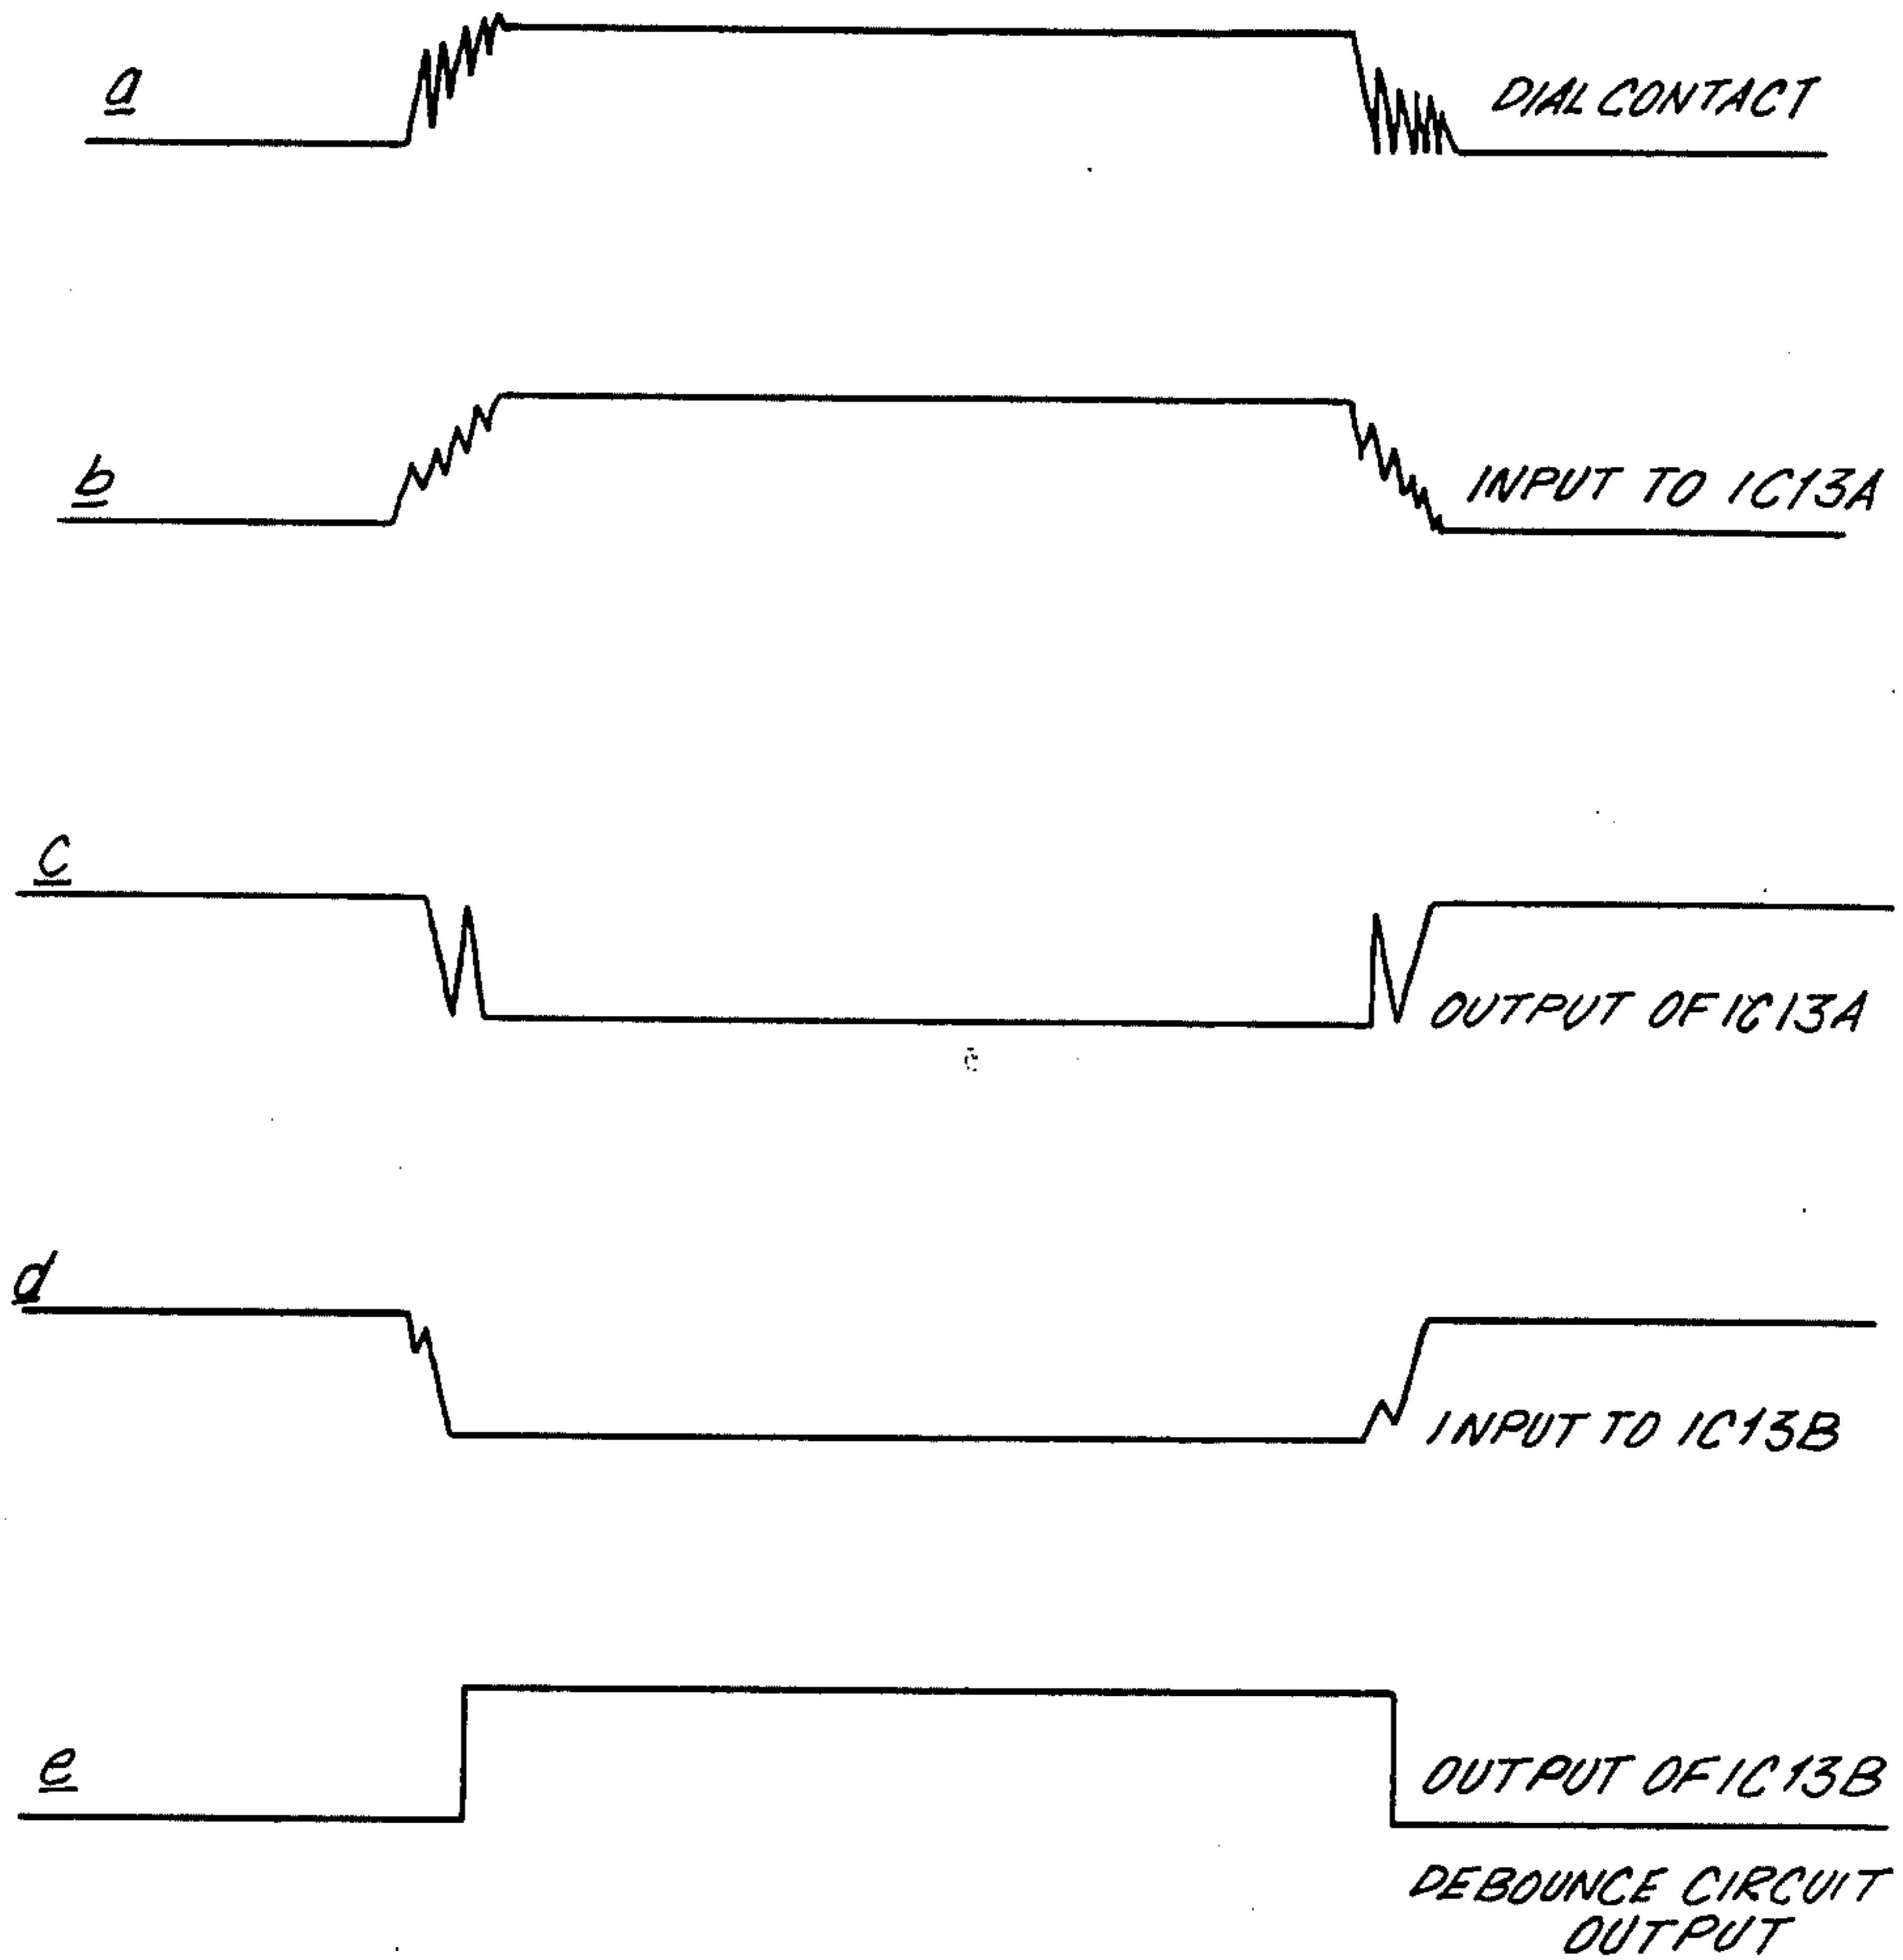 a
DIAL CONTACT
b
INPUT TO IC13A
c
OUTPUT OF IC13A
d
INPUT TO IC13B
e
OUTPUT OF IC13B
DEBOUNCE CIRCUIT
OUTPUT